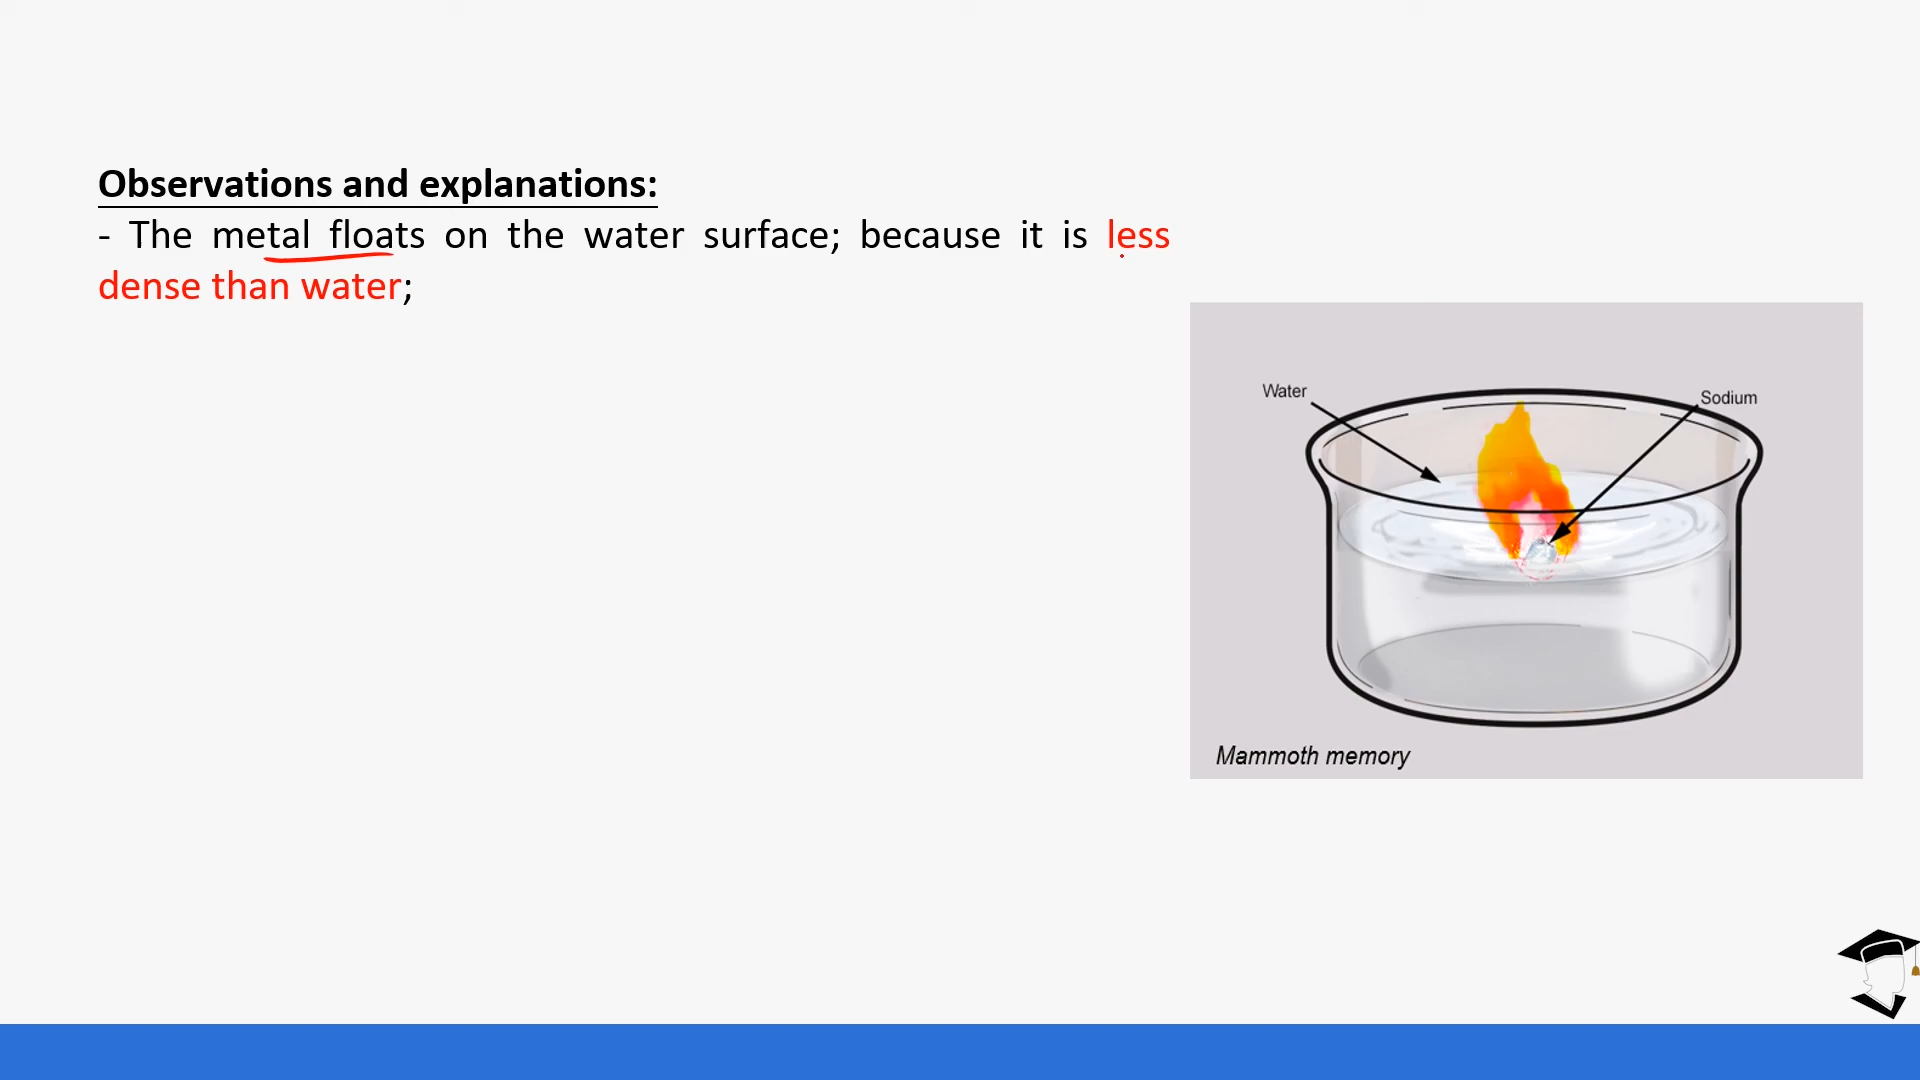 Observations and explanations:
- The metal floats on the water surface; because it is less
dense than water;
Water
Sodium
Mammoth memory